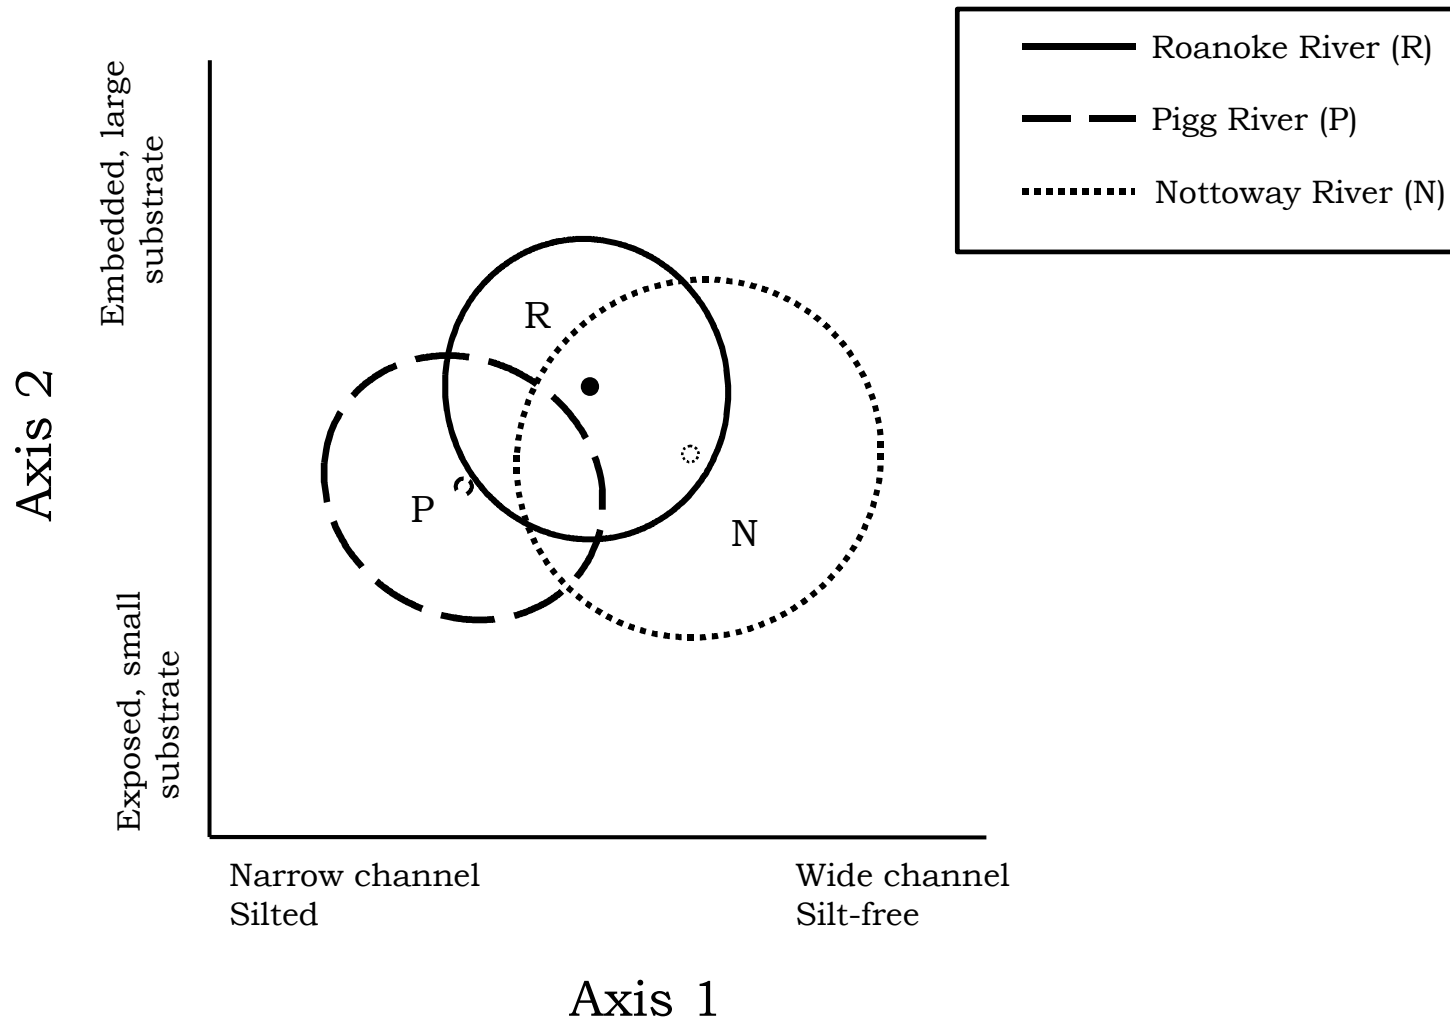 Roanoke River (R)
Pigg River (P)
Nottoway River (N)
Embedded, large
substrate
R
Axis 2
P
N
Exposed, small
substrate
Narrow channel
Silted
Wide channel
Silt-free
Axis 1